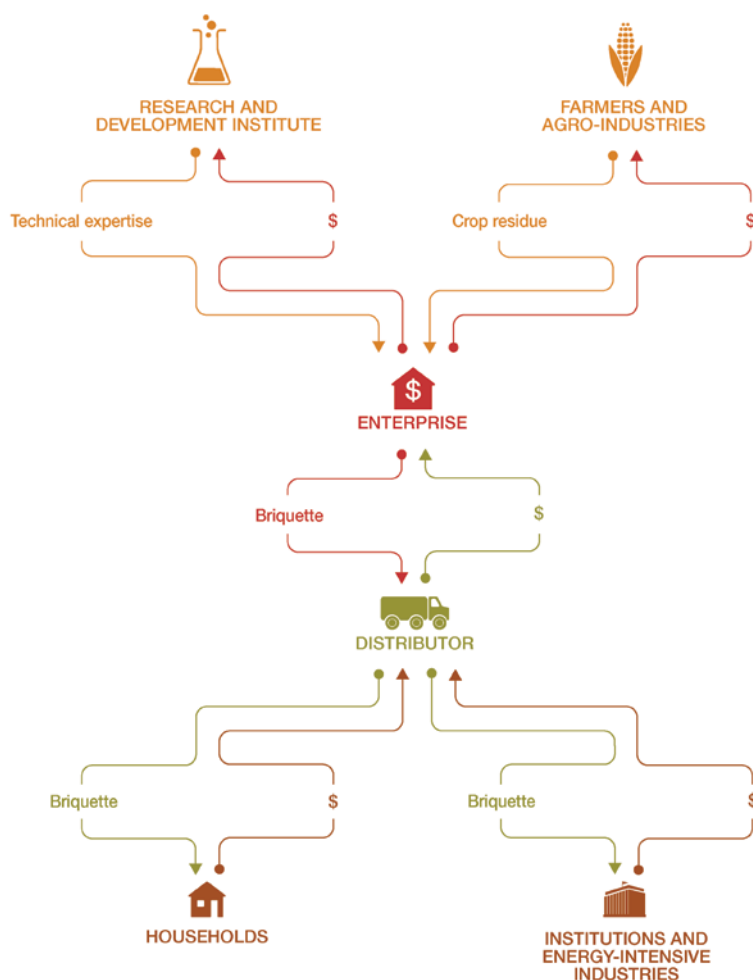 RESEARCH AND
DEVELOPMENT INSTITUTE
FARMERS AND
AGRO-INDUSTRIES
Technical expertise
$
Crop residue
$
$
ENTERPRISE
Briquette
$
DISTRIBUTOR
Briquette
$
Briquette
$
HOUSEHOLDS
INSTITUTIONS AND
ENERGY-INTENSIVE
INDUSTRIES